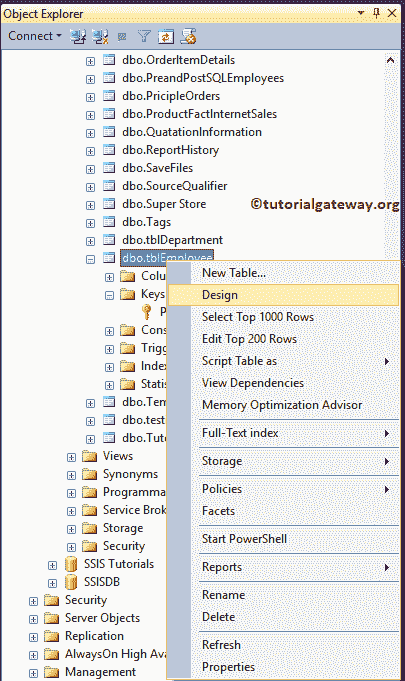 Object Explorer
Connect
dbo.OrderItemDetails
dbo.PreandPostSQLEmployees
dbo.PricipleOrders
dbo.ProductFactInternetSales
dbo.QuatationInformation
dbo.ReportHistory
dbo.SaveFiles
dbo.SourceQualifier
dbo.Super Store
©tutorialgateway.org
dbo.Tags
dbo.tblDepartment
dbo.tblEmployee
New Table...
Colu
Design
Keys
Select Top 1000 Rows
P
Edit Top 200 Rows
Cons
Trigg
Script Table as
Index
View Dependencies
Statis
Memory Optimization Advisor
dbo.Tem
dbo.test
Full-Text index
dbo.Tuto
Views
Storage
Synonyms
Programma
Policies
Service Brok
Facets
Storage
Start PowerShell
Security
SSIS Tutorials
Reports
SSISDB
Rename
Security
Delete
Server Objects
Replication
Refresh
AlwaysOn High Ava
Properties
Management